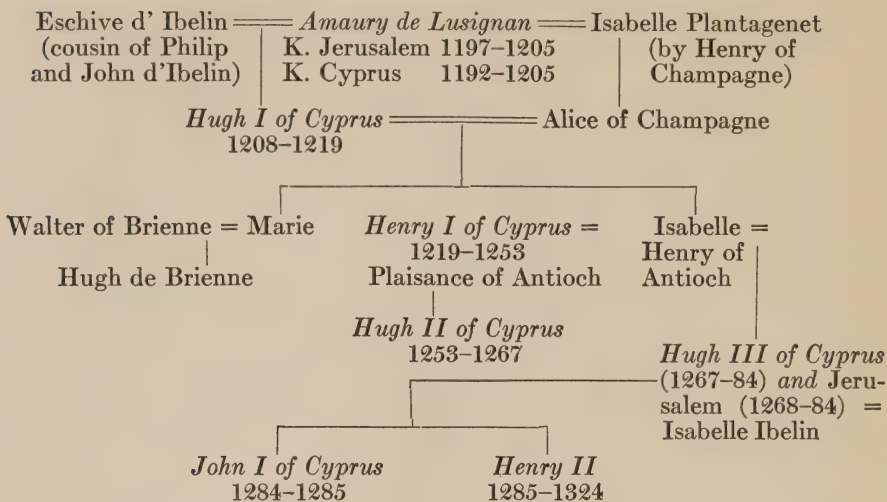 Eschive d' Ibelin == Amaury de Lusignan == Isabelle Plantagenet
(cousin of Philip K. Jerusalem 1197–1205 (by Henry of
and John d'Ibelin) K. Cyprus 1192–1205 Champagne)
Hugh I of Cyprus == Alice of Champagne
1208–1219
Walter of Brienne = Marie Henry I of Cyprus = Isabelle =
1219–1253 Henry of
Hugh de Brienne Plaisance of Antioch Antioch
Hugh II of Cyprus
1253–1267
Hugh III of Cyprus
(1267–84) and Jeru-
salem (1268–84) =
Isabelle Ibelin
John I of Cyprus Henry II
1284–1285 1285–1324